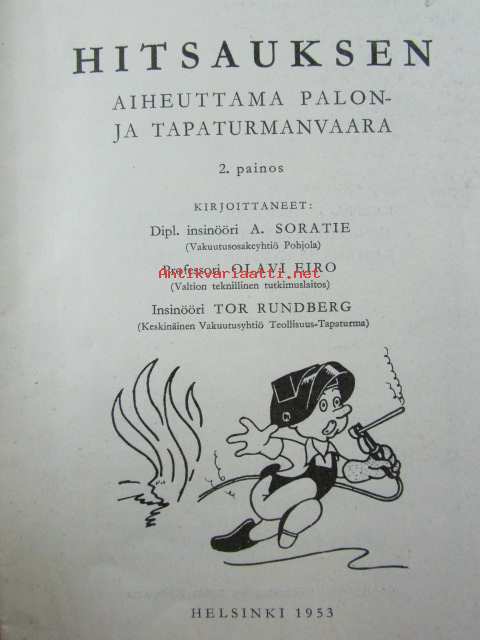 HITSAUKSEN
AIHEUTTAMA PALON-
JA TAPATURMANVAARA
2. painos
KIRJOITTANEET:
Dipl. insinööri A. SORATIE
(Vakuutusosakeyhtiö Pohjola)
Professori OLAVI EIRO
Antikvariaatti.net
(Valtion teknillinen tutkimuslaitos)
Insinööri TOR RUNDBERG
(Keskinäinen Vakuutusyhtiö Teollisuus-Tapaturma)
HELSINKI 1953